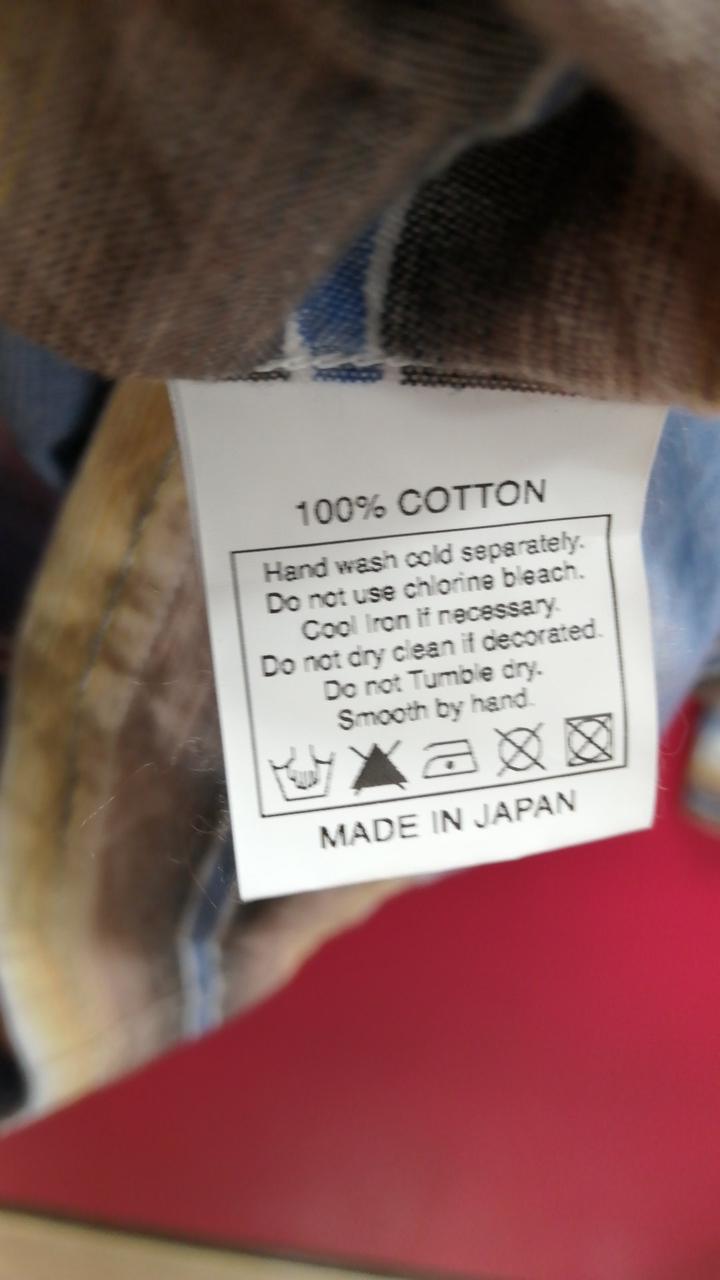 100% COTTON
Hand wash cold separately.
Do not use chlorine bleach.
Cool Iron if necessary.
Do not dry clean if decorated.
Do not Tumble dry.
Smooth by hand.
MADE IN JAPAN